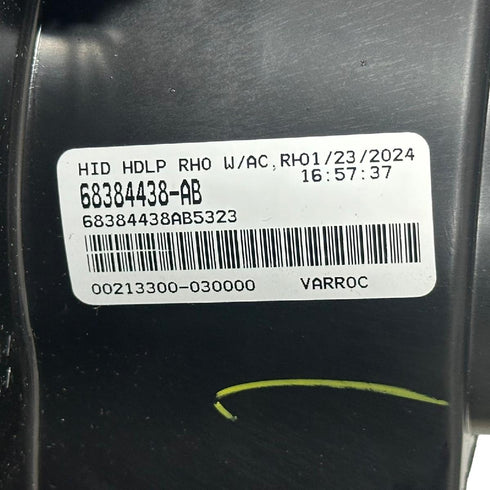 HID HDLP RHO W/AC,RH01/23/2024
16:57:37
68384438-AB
68384438AB5323
00213300-030000 VARROC